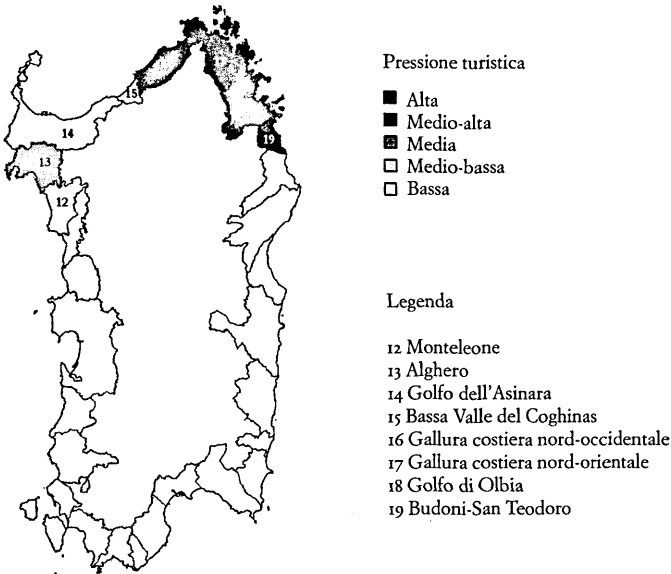 Pressione turistica
Alta
Medio-alta
Media
Medio-bassa
Bassa
15
14
19
13
12
Legenda
12 Monteleone
13 Alghero
14 Golfo dell'Asinara
15 Bassa Valle del Coghinas
16 Gallura costiera nord-occidentale
17 Gallura costiera nord-orientale
18 Golfo di Olbia
19 Budoni-San Teodoro